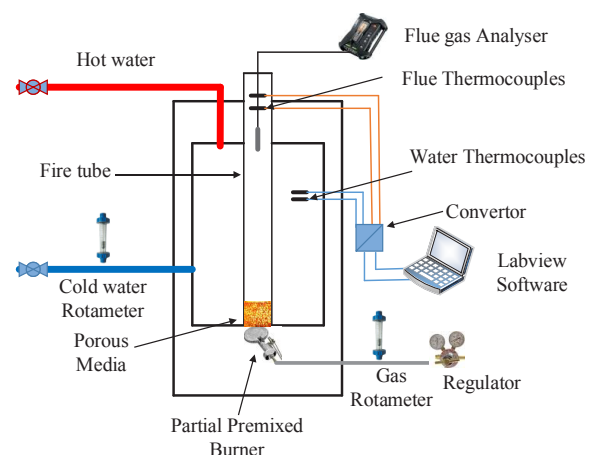 Flue gas Analyser
Hot water
Flue Thermocouples
Water Thermocouples
Fire tube
Convertor
Labview
Software
Cold water
Rotameter
Porous
Media
Gas
Rotameter
Regulator
Partial Premixed
Burner